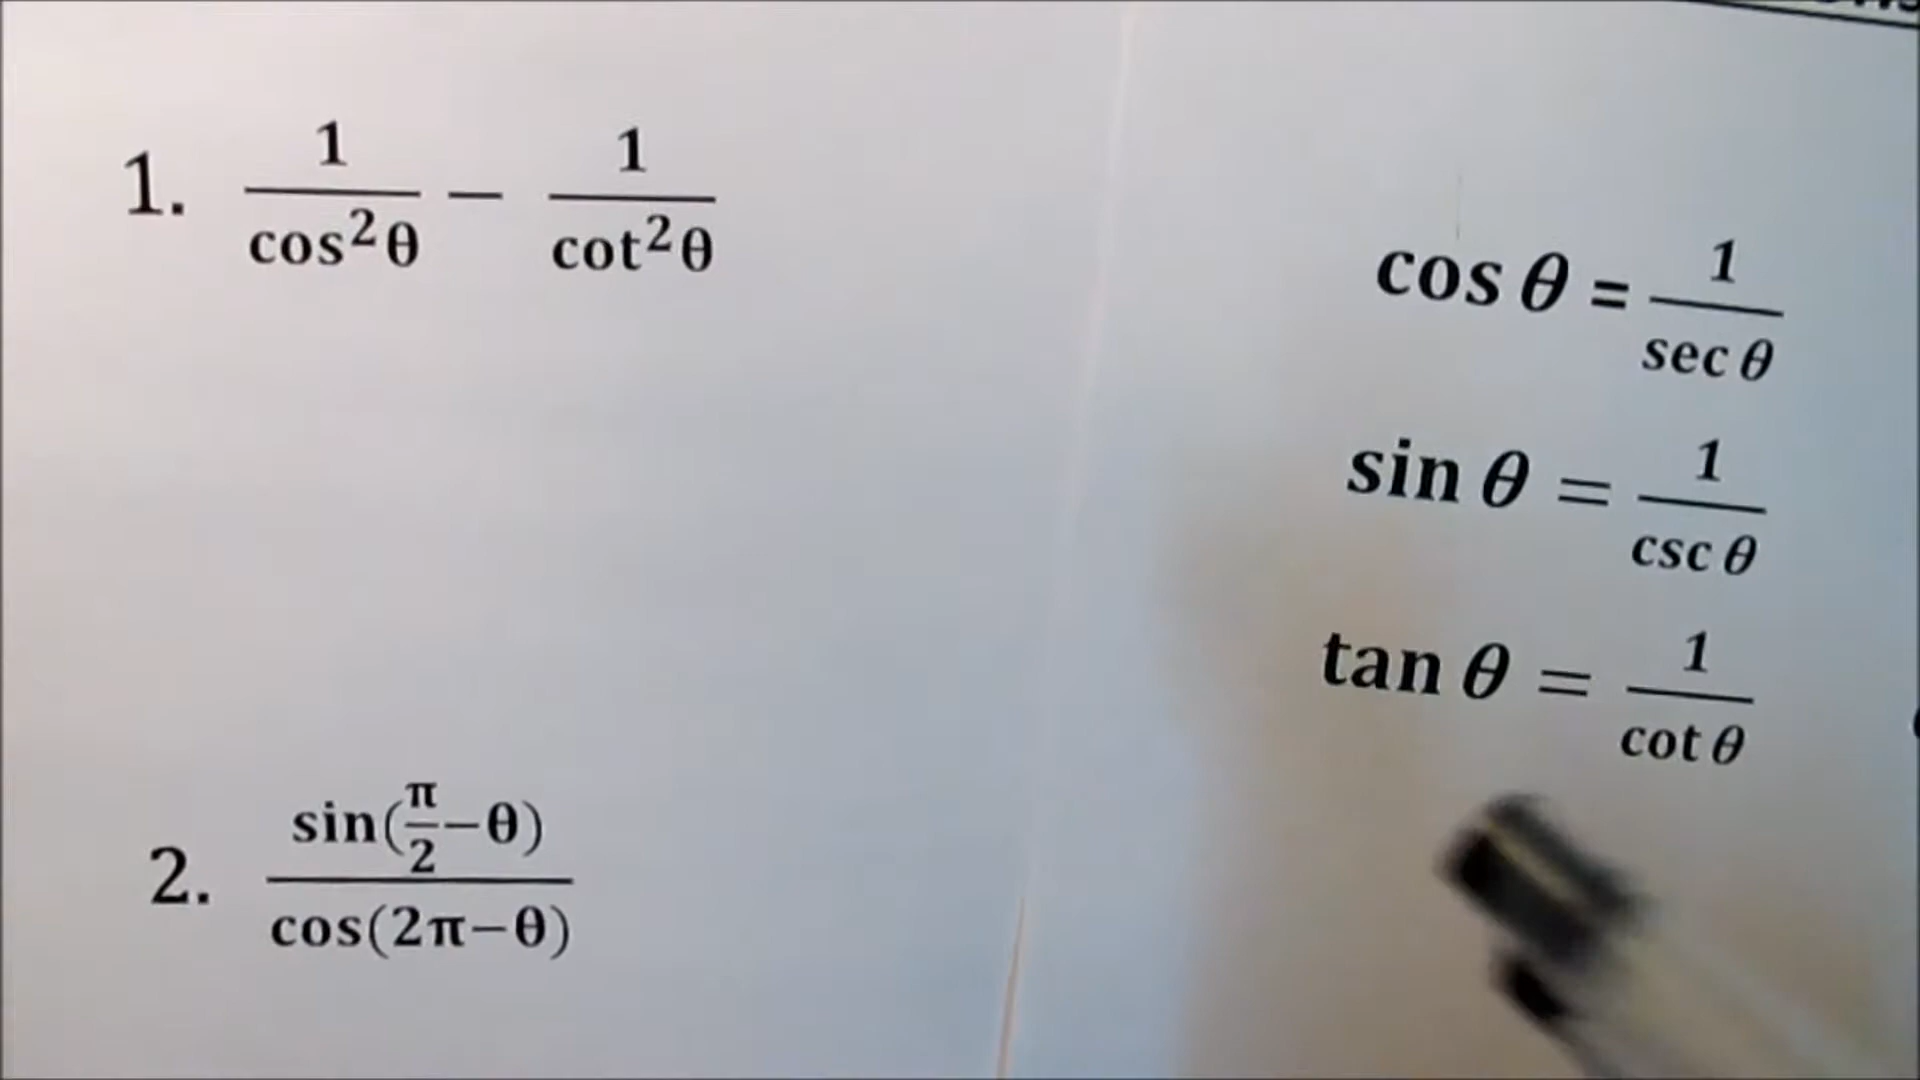 1. 1/cos²θ − 1/cot²θ
cos θ = 1/sec θ
sin θ = 1/csc θ
tan θ = 1/cot θ
2. sin(π/2−θ)/cos(2π−θ)